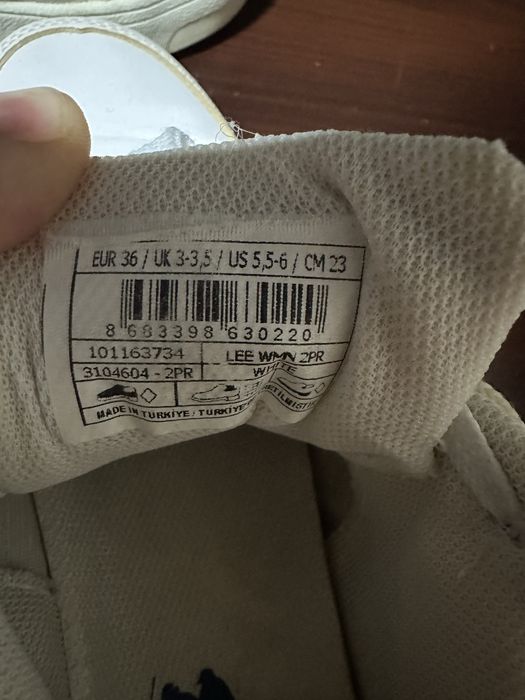 EUR 36 / UK 3-3,5 / US 5,5-6 / CM 23
8 683398 630220
101163734 LEE WMN 2PR
3104604 - 2PR WHITE
MADE IN TURKIYE / TURKIYE